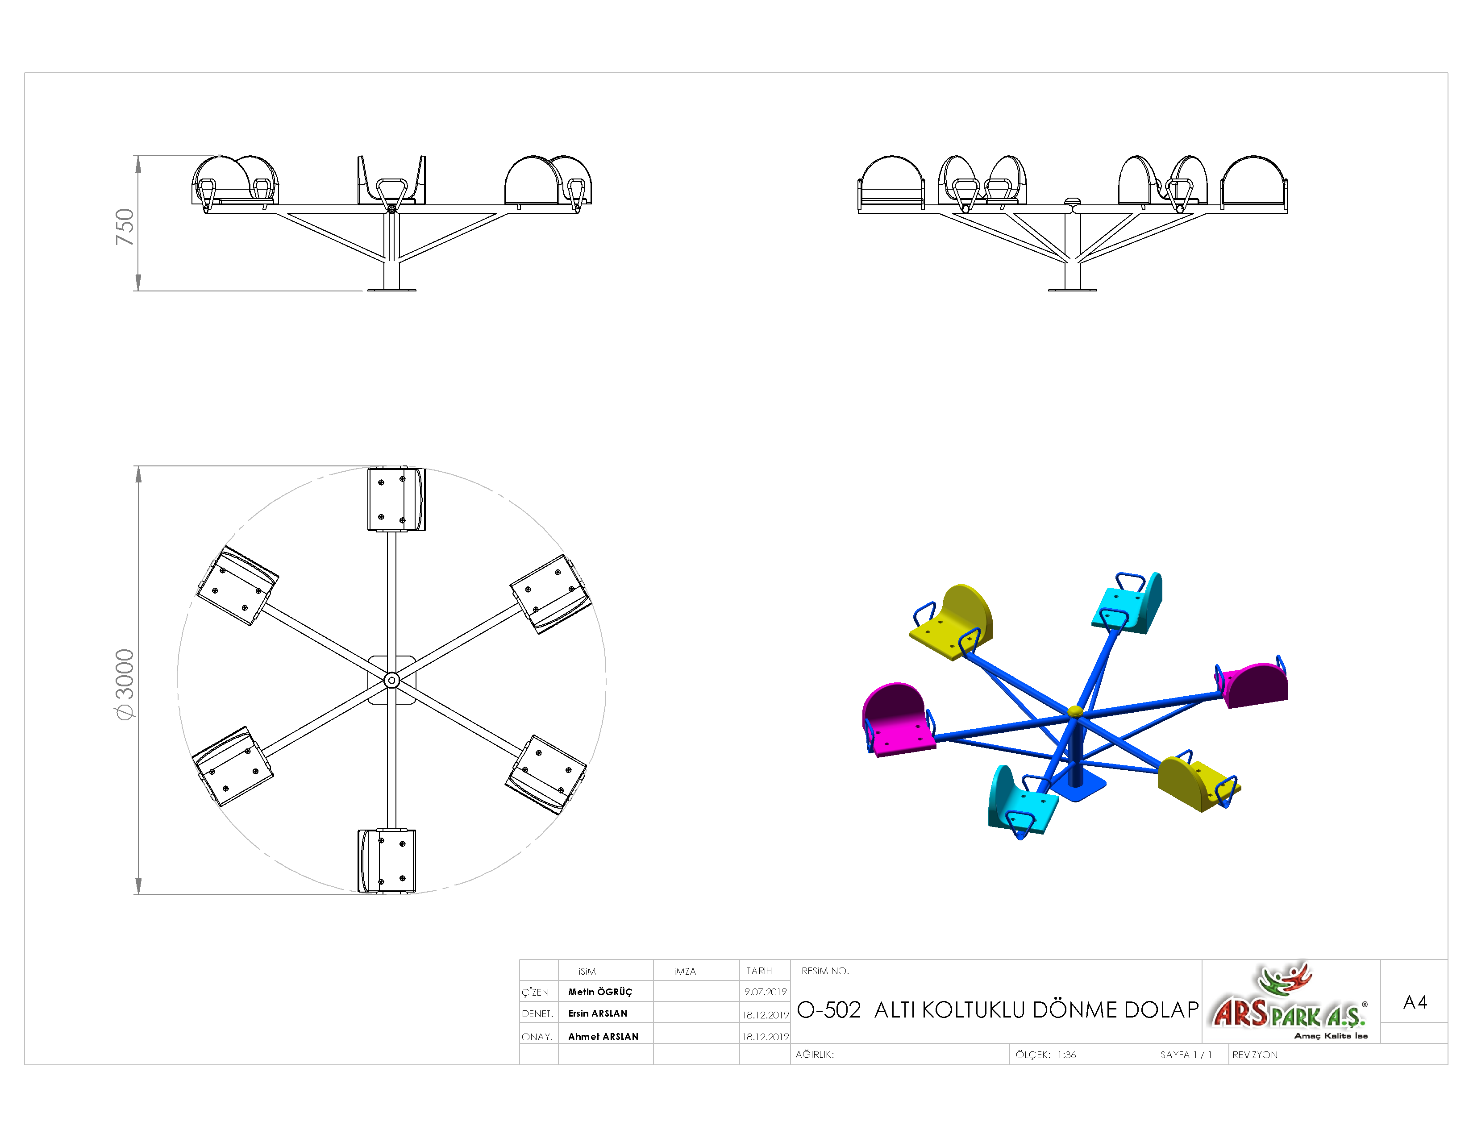 750
⌀3000
İSİM
İMZA
TARİH
RESİM NO.
ÇİZEN.
Metin ÖGRÜÇ
9.07.2019
DENET.
Ersin ARSLAN
18.12.2019
ONAY.
Ahmet ARSLAN
18.12.2019
O-502 ALTI KOLTUKLU DÖNME DOLAP
ARSPARK A.Ş.®
Amaç Kalite İse
A4
AĞIRLIK:
ÖLÇEK: 1:36
SAYFA 1 / 1
REVİZYON